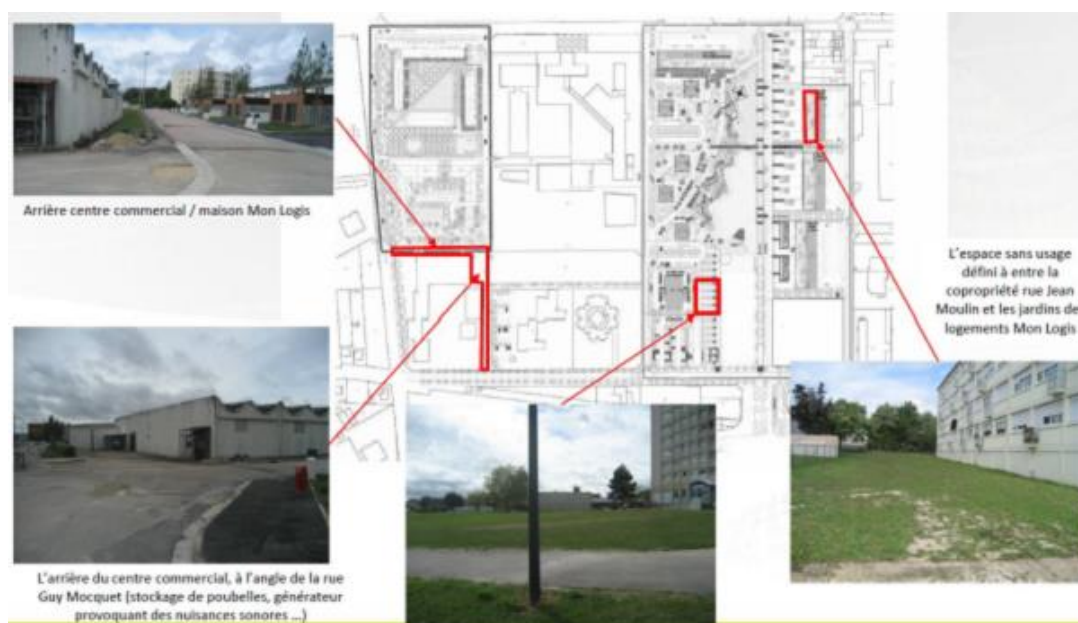 Arrière centre commercial / maison Mon Logis
L'espace sans usage
défini à entre la
copropriété rue Jean
Moulin et les jardins de
logements Mon Logis
L'arrière du centre commercial, à l'angle de la rue
Guy Mocquet (stockage de poubelles, générateur
provoquant des nuisances sonores ...)